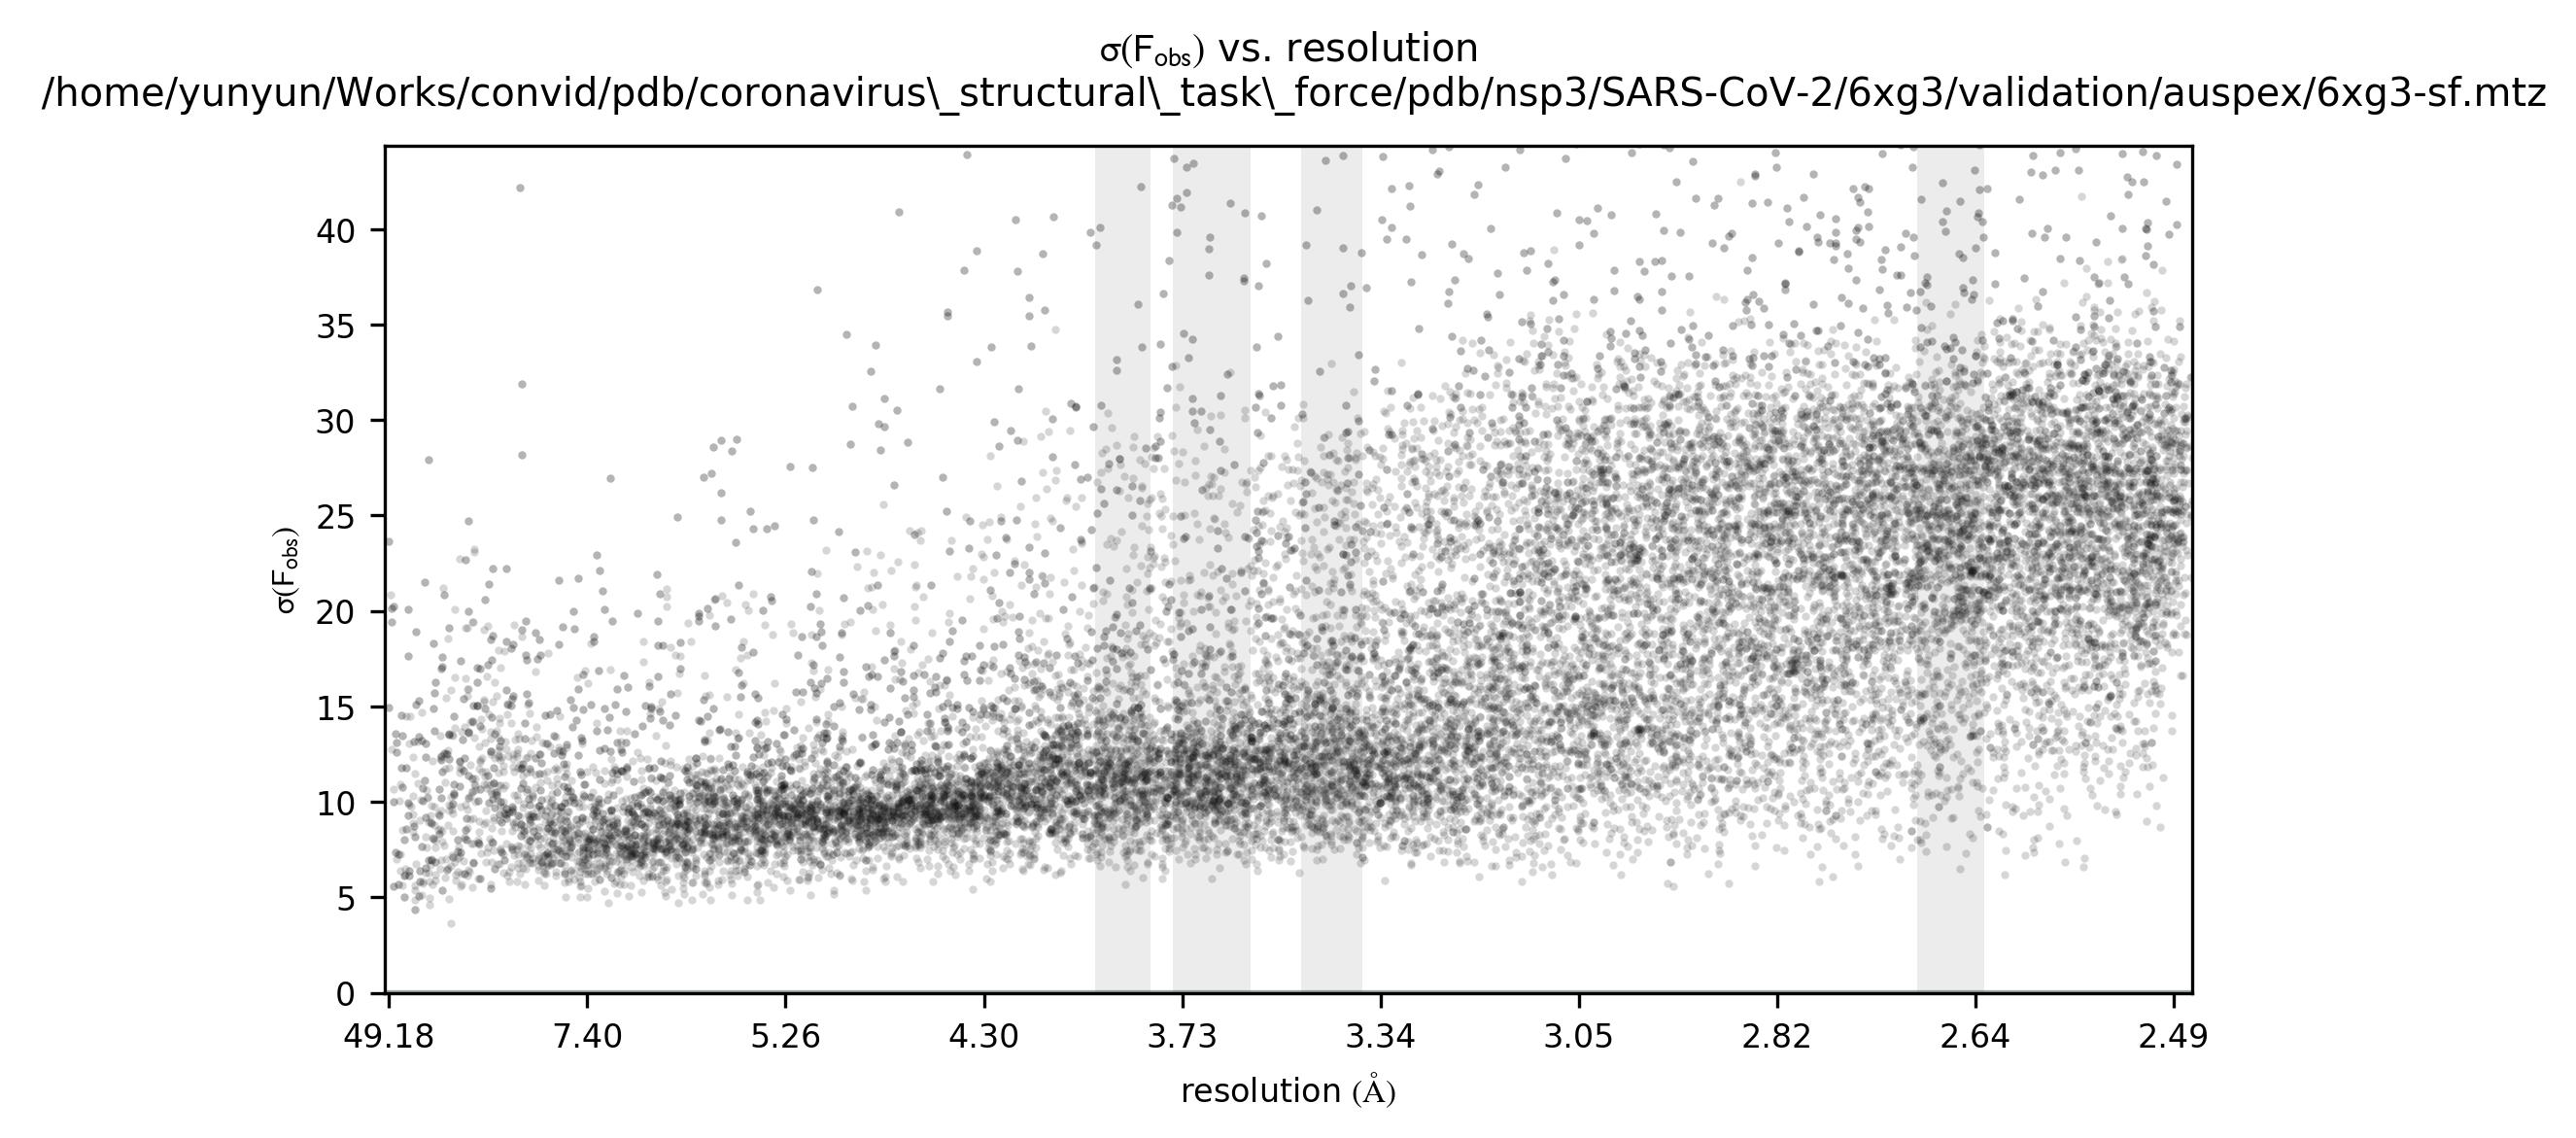 σ(Fobs) vs. resolution
/home/yunyun/Works/convid/pdb/coronavirus\_structural\_task\_force/pdb/nsp3/SARS-CoV-2/6xg3/validation/auspex/6xg3-sf.mtz
40
35
30
25
20
15
10
5
0
σ(Fobs)
49.18 7.40 5.26 4.30 3.73 3.34 3.05 2.82 2.64 2.49
resolution (Å)